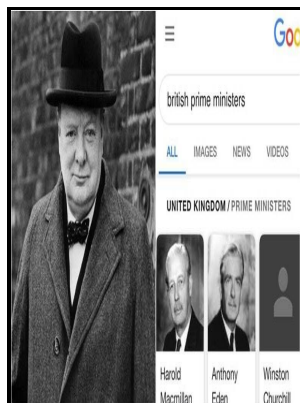 Goo
british prime ministers
ALL IMAGES NEWS VIDEOS
UNITED KINGDOM / PRIME MINISTERS
Harold Anthony Winston
Macmillan Eden Churchill